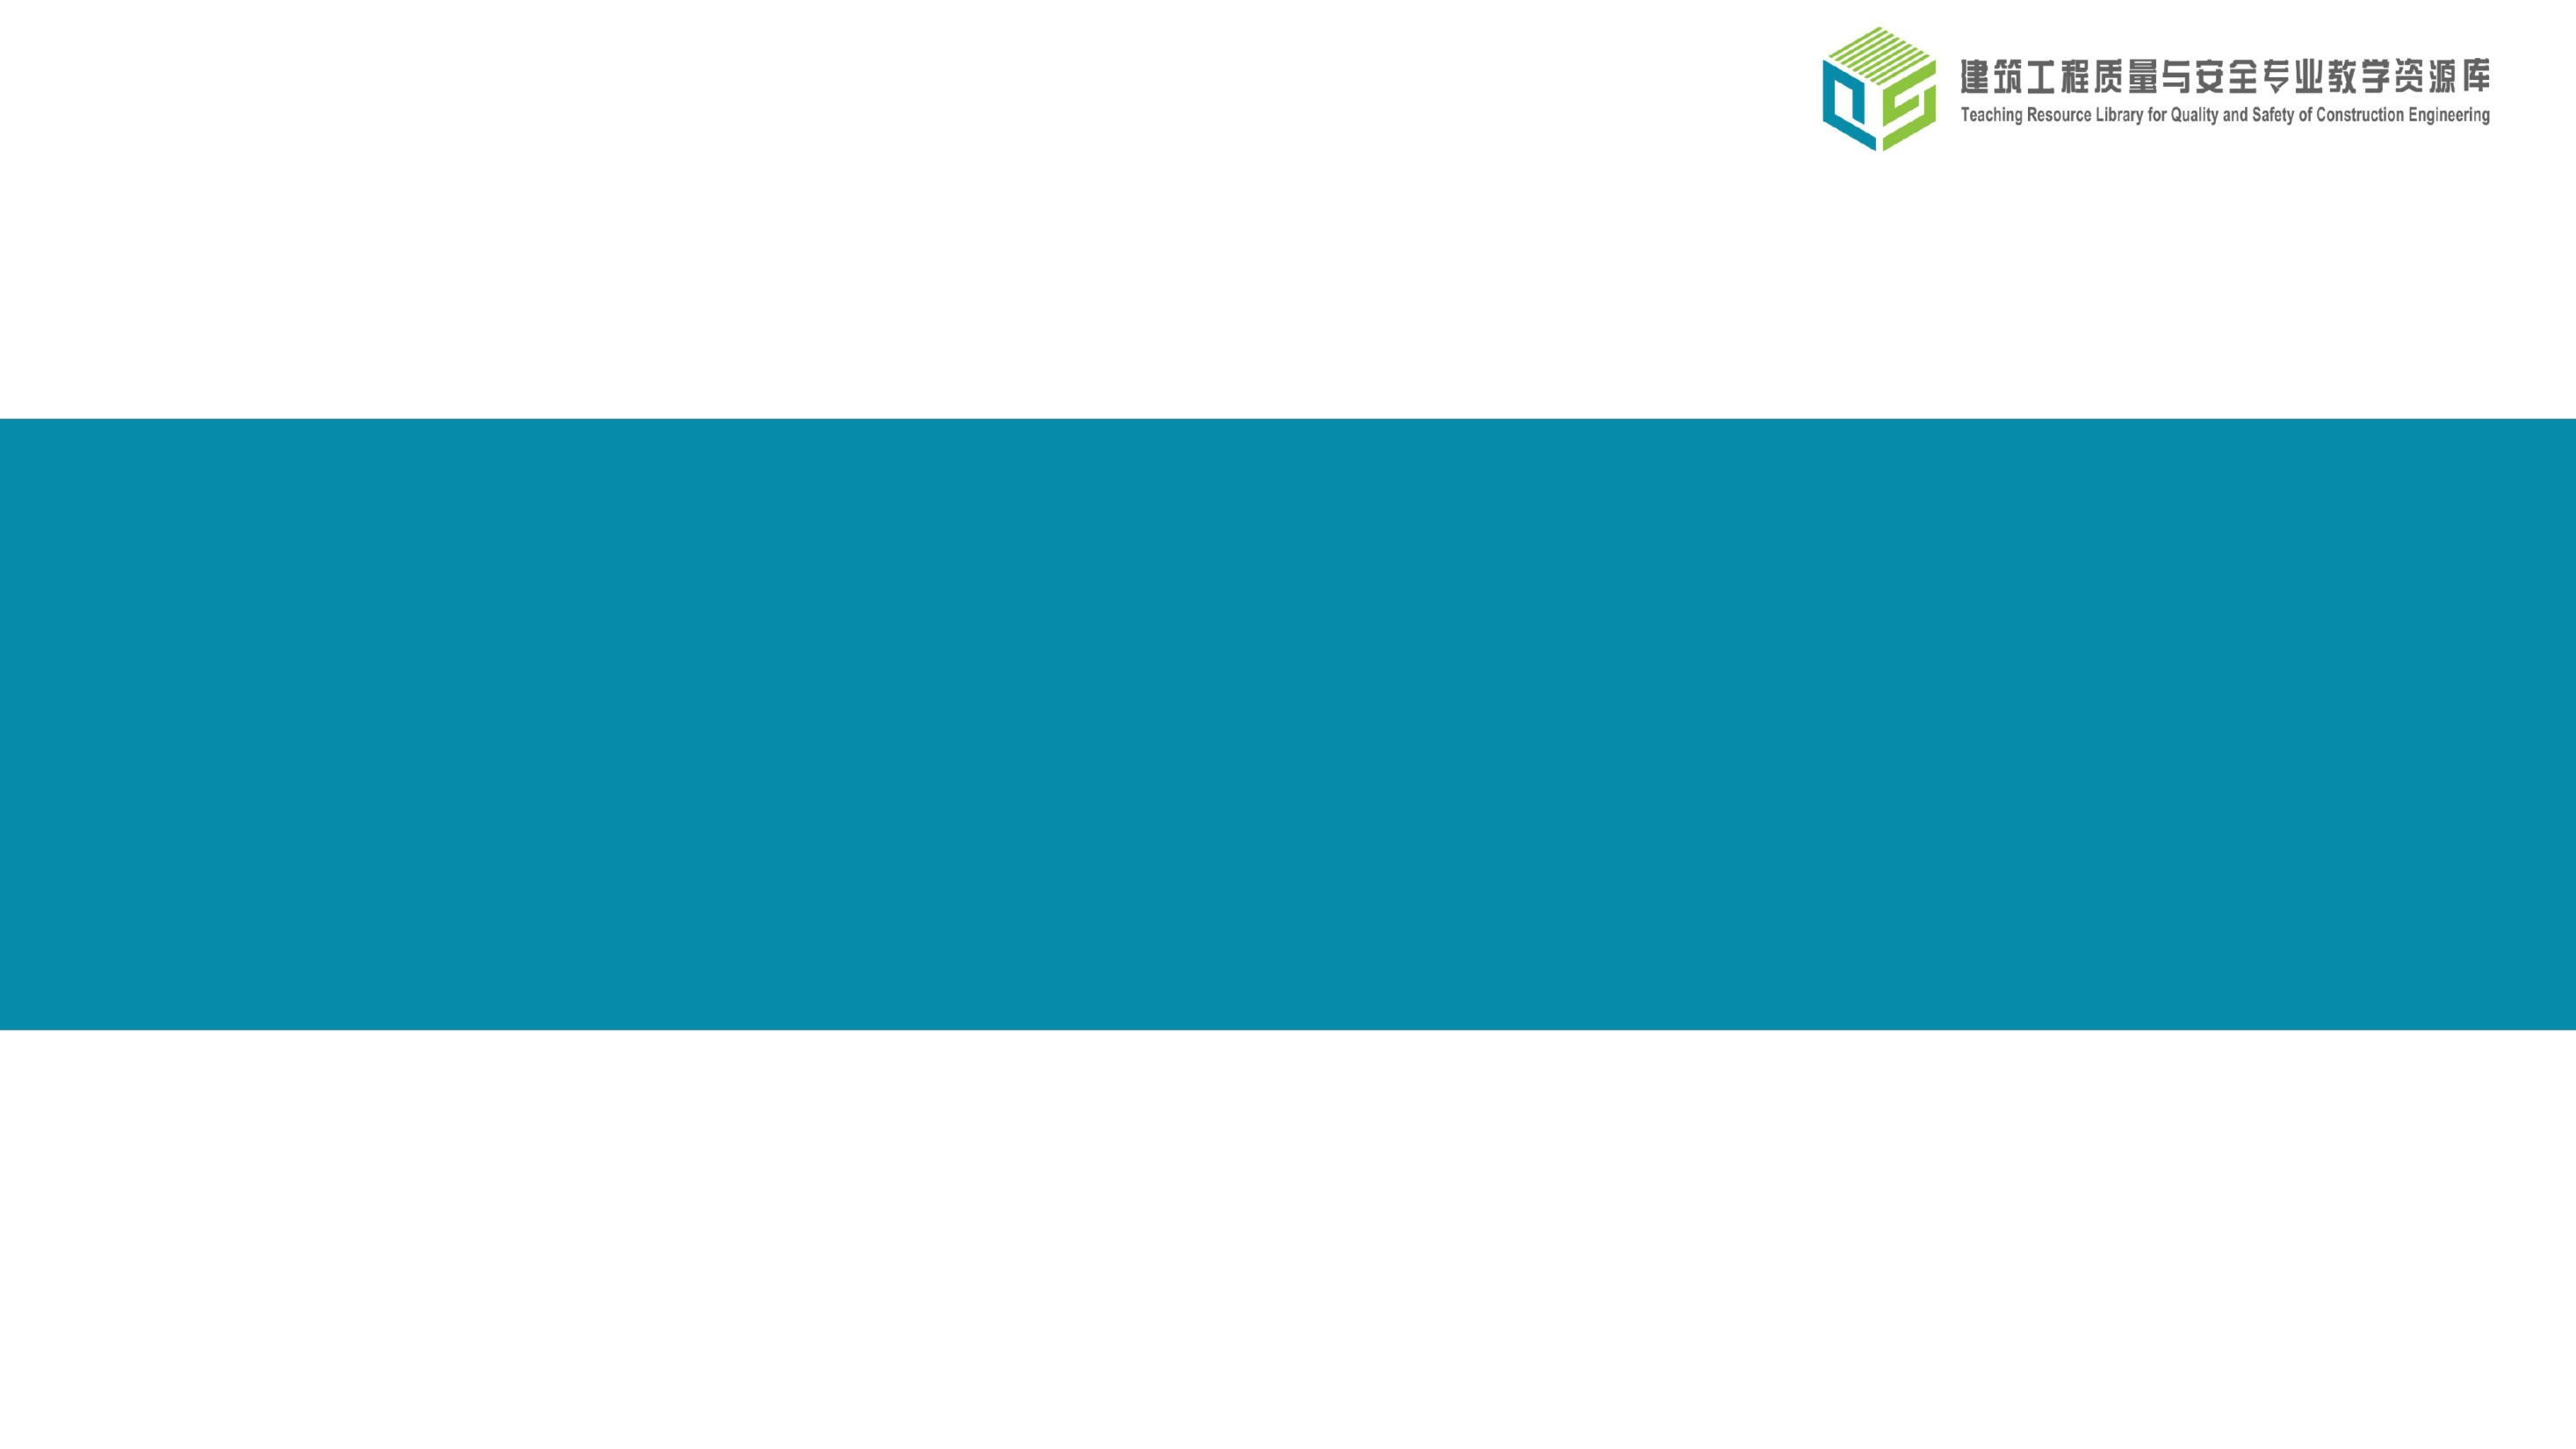 建筑工程质量与安全专业教学资源库
Teaching Resource Library for Quality and Safety of Construction Engineering